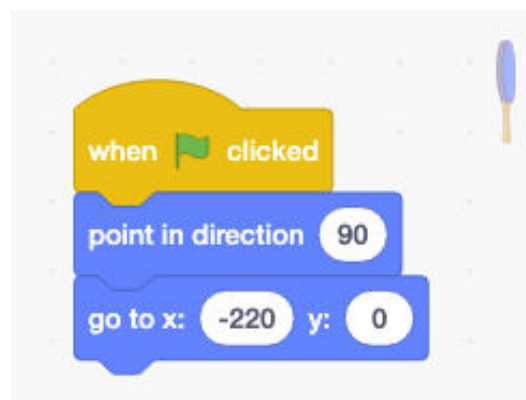 when clicked
point in direction 90
go to x: -220 y: 0